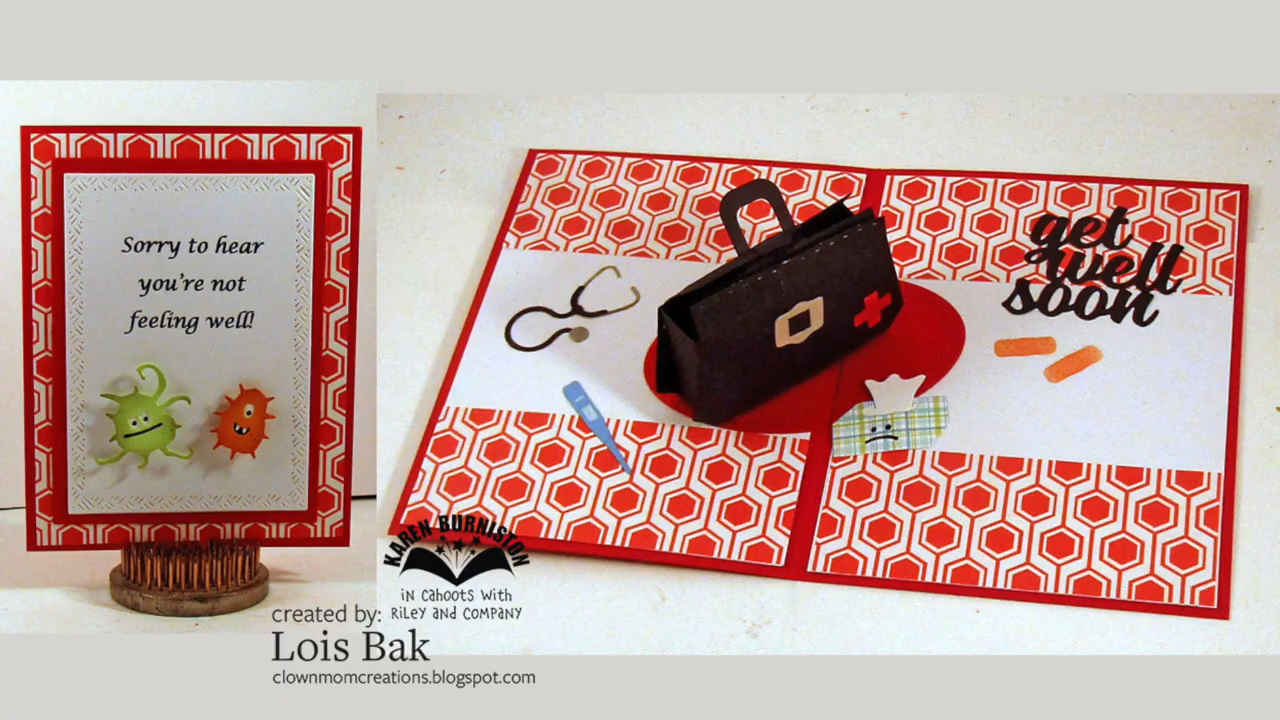 Sorry to hear
you're not
feeling well!
get
well
soon
KAREN BURNISTON
in cahoots with
Riley and Company
created by:
Lois Bak
clownmomcreations.blogspot.com